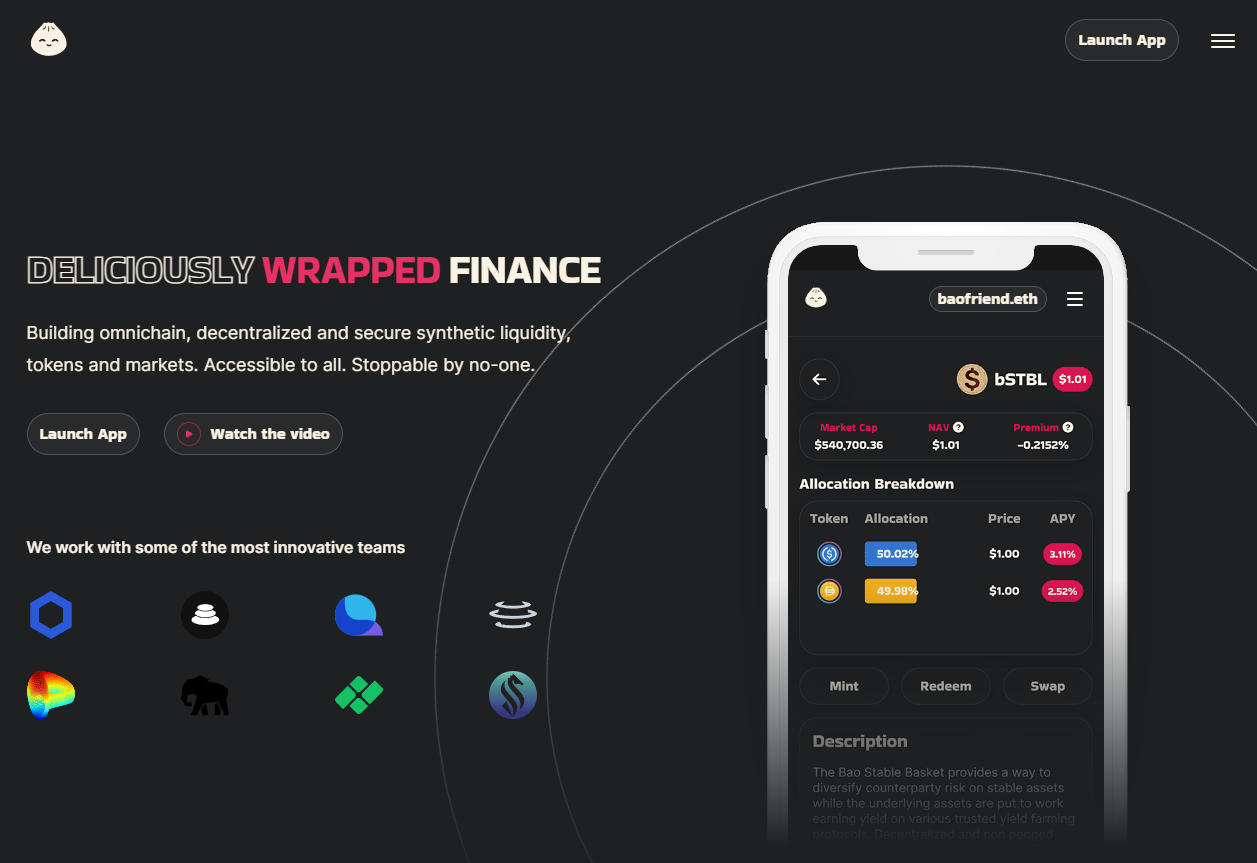 Launch App
DELICIOUSLY WRAPPED FINANCE
Building omnichain, decentralized and secure synthetic liquidity,
tokens and markets. Accessible to all. Stoppable by no-one.
Launch App
Watch the video
We work with some of the most innovative teams
baofriend.eth
bSTBL $1.01
Market Cap NAV ? Premium ?
$540,700.36 $1.01 -0.2152%
Allocation Breakdown
Token Allocation Price APY
50.02% $1.00 3.11%
49.98% $1.00 2.52%
Mint Redeem Swap
Description
The Bao Stable Basket provides a way to
diversify counterparty risk on stable assets
while the underlying assets are put to work
earning yield on various trusted yield farming
protocols. Decentralized and non pegged